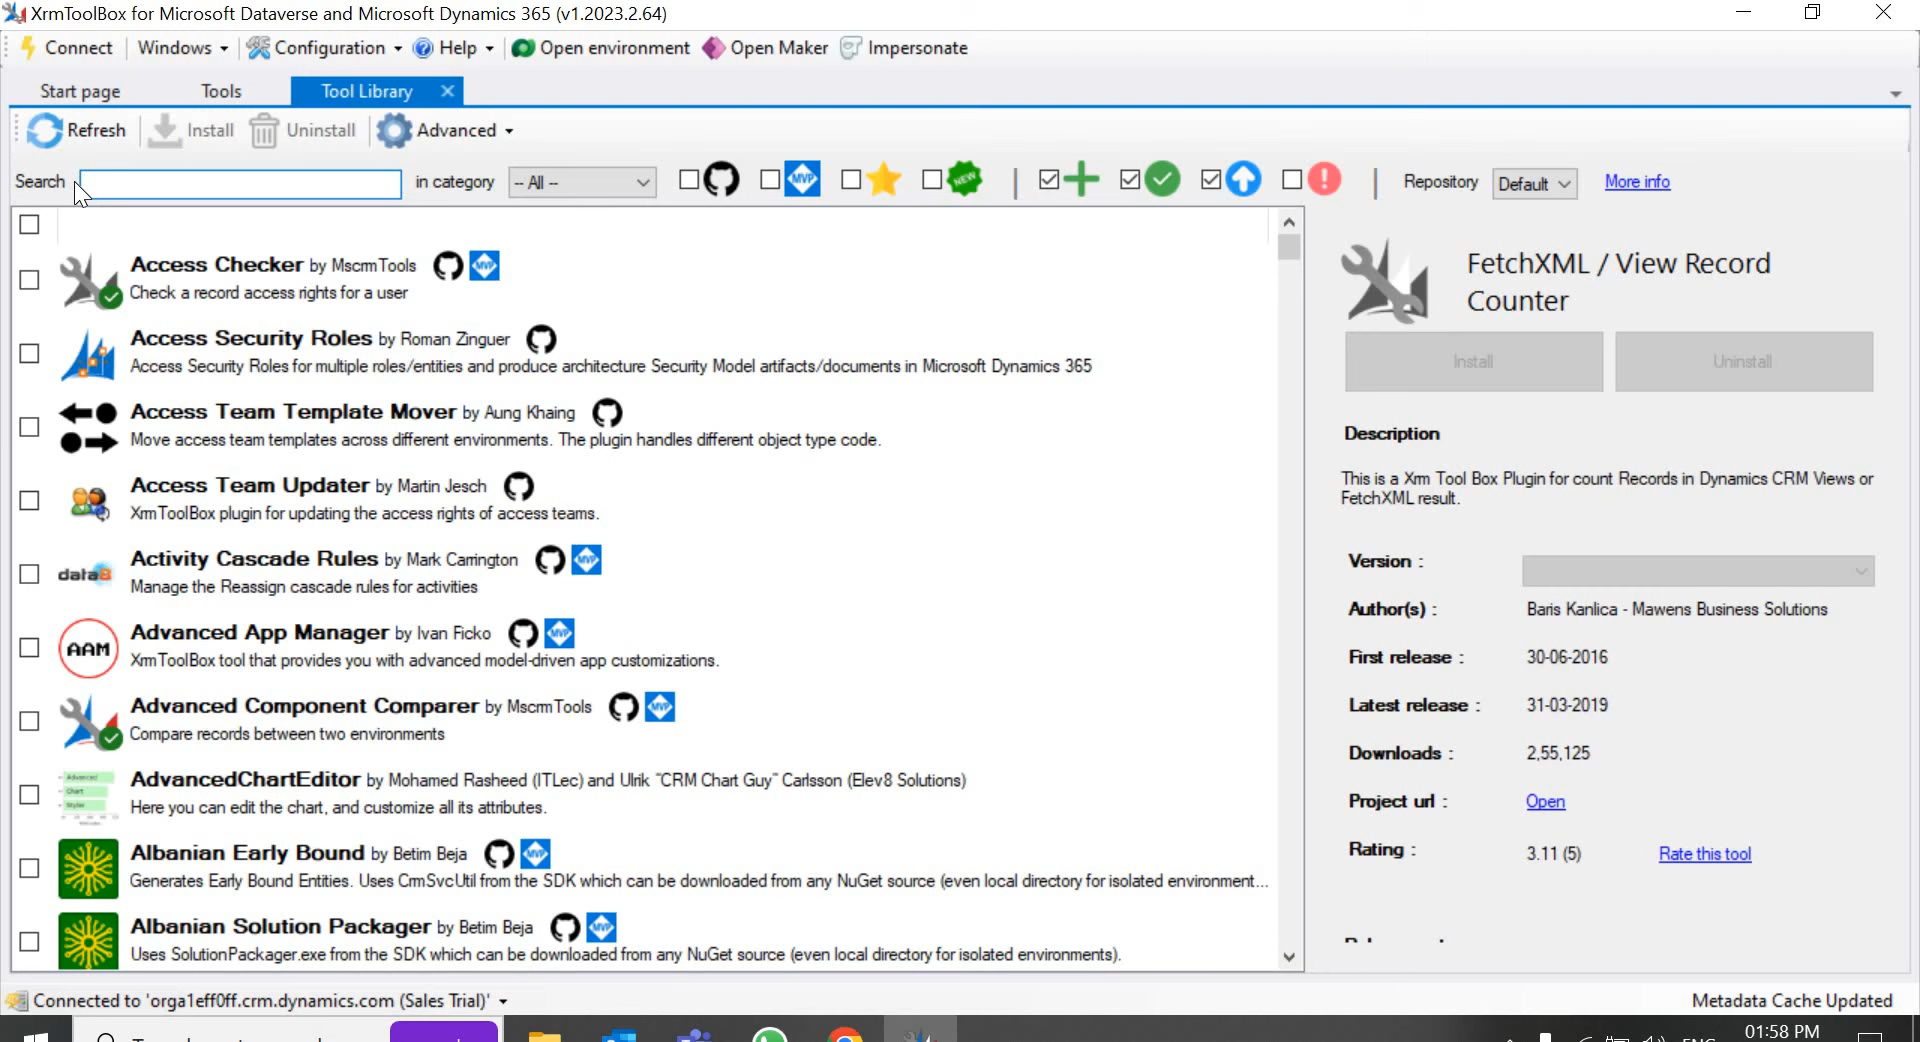 XrmToolBox for Microsoft Dataverse and Microsoft Dynamics 365 (v1.2023.2.64)
Connect Windows Configuration Help Open environment Open Maker Impersonate
Start page Tools Tool Library
Refresh Install Uninstall Advanced
Search in category -- All -- MVP NEW Repository Default More info
Access Checker by MscrmTools MVP
Check a record access rights for a user
Access Security Roles by Roman Zinguer
Access Security Roles for multiple roles/entities and produce architecture Security Model artifacts/documents in Microsoft Dynamics 365
Access Team Template Mover by Aung Khaing
Move access team templates across different environments. The plugin handles different object type code.
Access Team Updater by Martin Jesch
XrmToolBox plugin for updating the access rights of access teams.
data8
Activity Cascade Rules by Mark Carrington MVP
Manage the Reassign cascade rules for activities
AAM
Advanced App Manager by Ivan Ficko MVP
XrmToolBox tool that provides you with advanced model-driven app customizations.
Advanced Component Comparer by MscrmTools MVP
Compare records between two environments
Advanced
Chart
Styler
AdvancedChartEditor by Mohamed Rasheed (ITLec) and Ulrik "CRM Chart Guy" Carlsson (Elev8 Solutions)
Here you can edit the chart, and customize all its attributes.
Albanian Early Bound by Betim Beja MVP
Generates Early Bound Entities. Uses CrmSvcUtil from the SDK which can be downloaded from any NuGet source (even local directory for isolated environment...
Albanian Solution Packager by Betim Beja MVP
Uses SolutionPackager.exe from the SDK which can be downloaded from any NuGet source (even local directory for isolated environments).
FetchXML / View Record
Counter
Install Uninstall
Description
This is a Xrm Tool Box Plugin for count Records in Dynamics CRM Views or
FetchXML result.
Version :
Author(s) : Baris Kanlica - Mawens Business Solutions
First release : 30-06-2016
Latest release : 31-03-2019
Downloads : 2,55,125
Project url : Open
Rating : 3.11 (5) Rate this tool
Connected to 'orga1eff0ff.crm.dynamics.com (Sales Trial)'
Metadata Cache Updated
01:58 PM